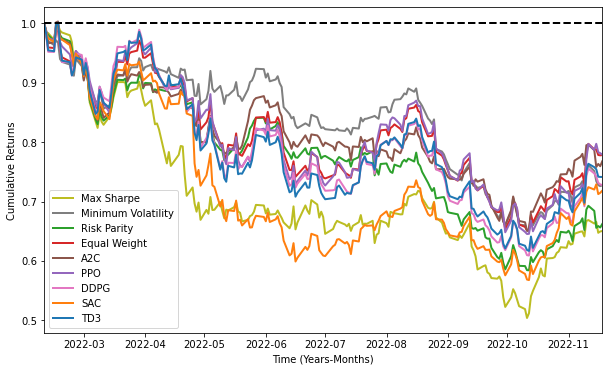 1.0
0.9
0.8
0.7
0.6
0.5
Cumulative Returns
Max Sharpe
Minimum Volatility
Risk Parity
Equal Weight
A2C
PPO
DDPG
SAC
TD3
2022-03 2022-04 2022-05 2022-06 2022-07 2022-08 2022-09 2022-10 2022-11
Time (Years-Months)